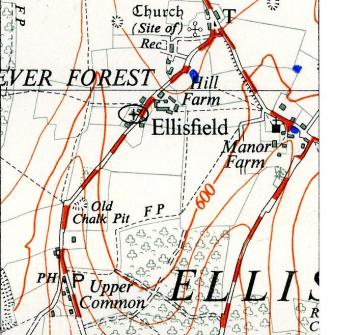 FP
Church
(Site of)
Rec
T
EVER FOREST
Hill
Farm
Ellisfield
Manor
Farm
600
Old
Chalk Pit
FP
PH
P
Upper
Common
ELLIS
R
C